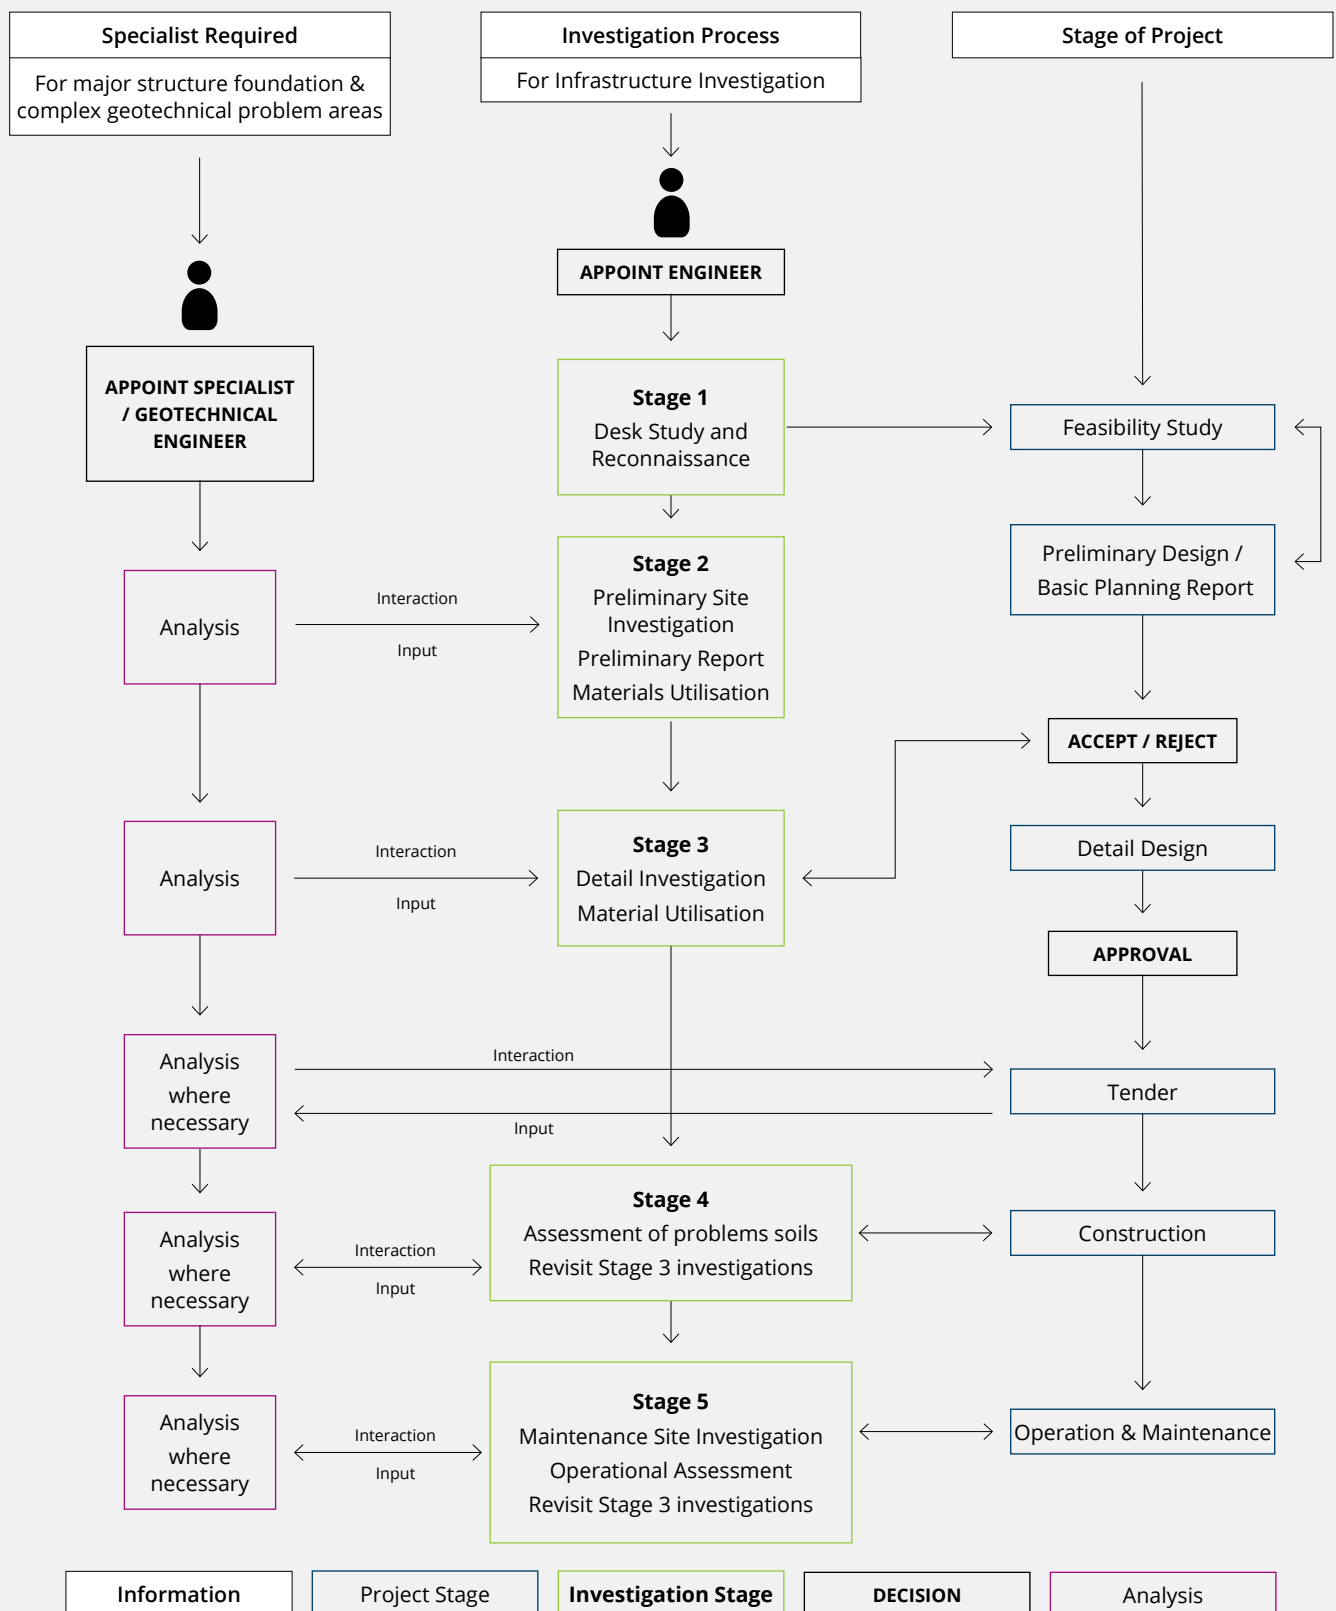 Specialist Required
For major structure foundation &
complex geotechnical problem areas
Investigation Process
For Infrastructure Investigation
Stage of Project
APPOINT ENGINEER
APPOINT SPECIALIST
/ GEOTECHNICAL
ENGINEER
Stage 1
Desk Study and
Reconnaissance
Feasibility Study
Stage 2
Preliminary Site
Investigation
Preliminary Report
Materials Utilisation
Preliminary Design /
Basic Planning Report
Analysis
Interaction
Input
ACCEPT / REJECT
Stage 3
Detail Investigation
Material Utilisation
Analysis
Interaction
Input
Detail Design
APPROVAL
Analysis
where
necessary
Interaction
Input
Tender
Stage 4
Assessment of problems soils
Revisit Stage 3 investigations
Analysis
where
necessary
Interaction
Input
Construction
Stage 5
Maintenance Site Investigation
Operational Assessment
Revisit Stage 3 investigations
Analysis
where
necessary
Interaction
Input
Operation & Maintenance
Information
Project Stage
Investigation Stage
DECISION
Analysis